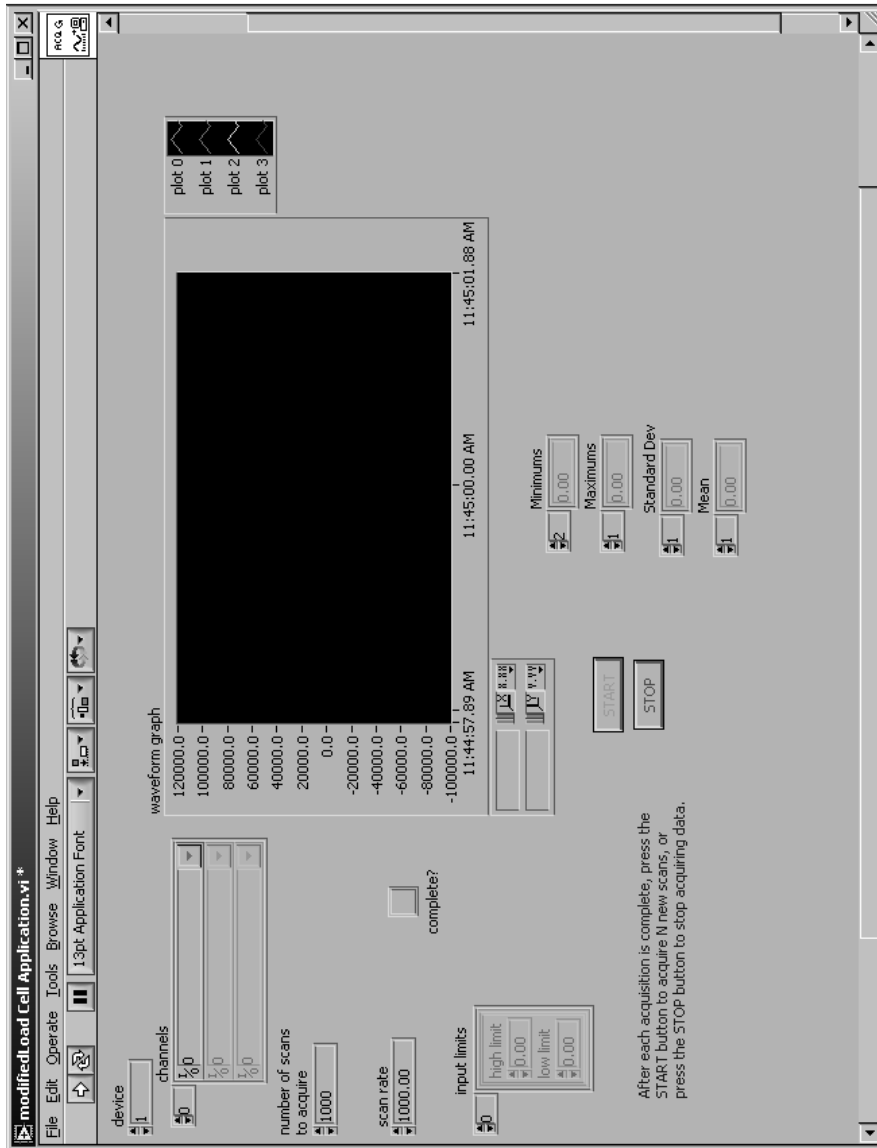 modifiedLoad Cell Application.vi *
File Edit Operate Tools Browse Window Help
13pt Application Font
ACQ-G
device
1
channels
0
I/O
I/O
I/O
number of scans
to acquire
1000
scan rate
1000.00
complete?
input limits
0
high limit
0.00
low limit
0.00
After each acquisition is complete, press the
START button to acquire N new scans, or
press the STOP button to stop acquiring data.
waveform graph
120000.0
100000.0
80000.0
60000.0
40000.0
20000.0
0.0
-20000.0
-40000.0
-60000.0
-80000.0
-100000.0
11:44:57.89 AM
11:45:00.00 AM
11:45:01.88 AM
plot 0
plot 1
plot 2
plot 3
X X.XX
Y Y.YY
START
STOP
Minimums
2 0.00
Maximums
1 0.00
Standard Dev
1 0.00
Mean
1 0.00